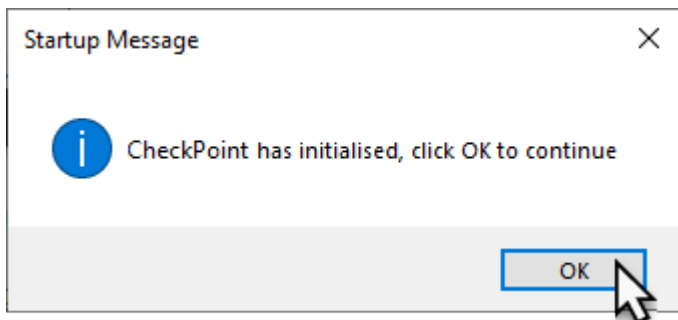 Startup Message
CheckPoint has initialised, click OK to continue
OK